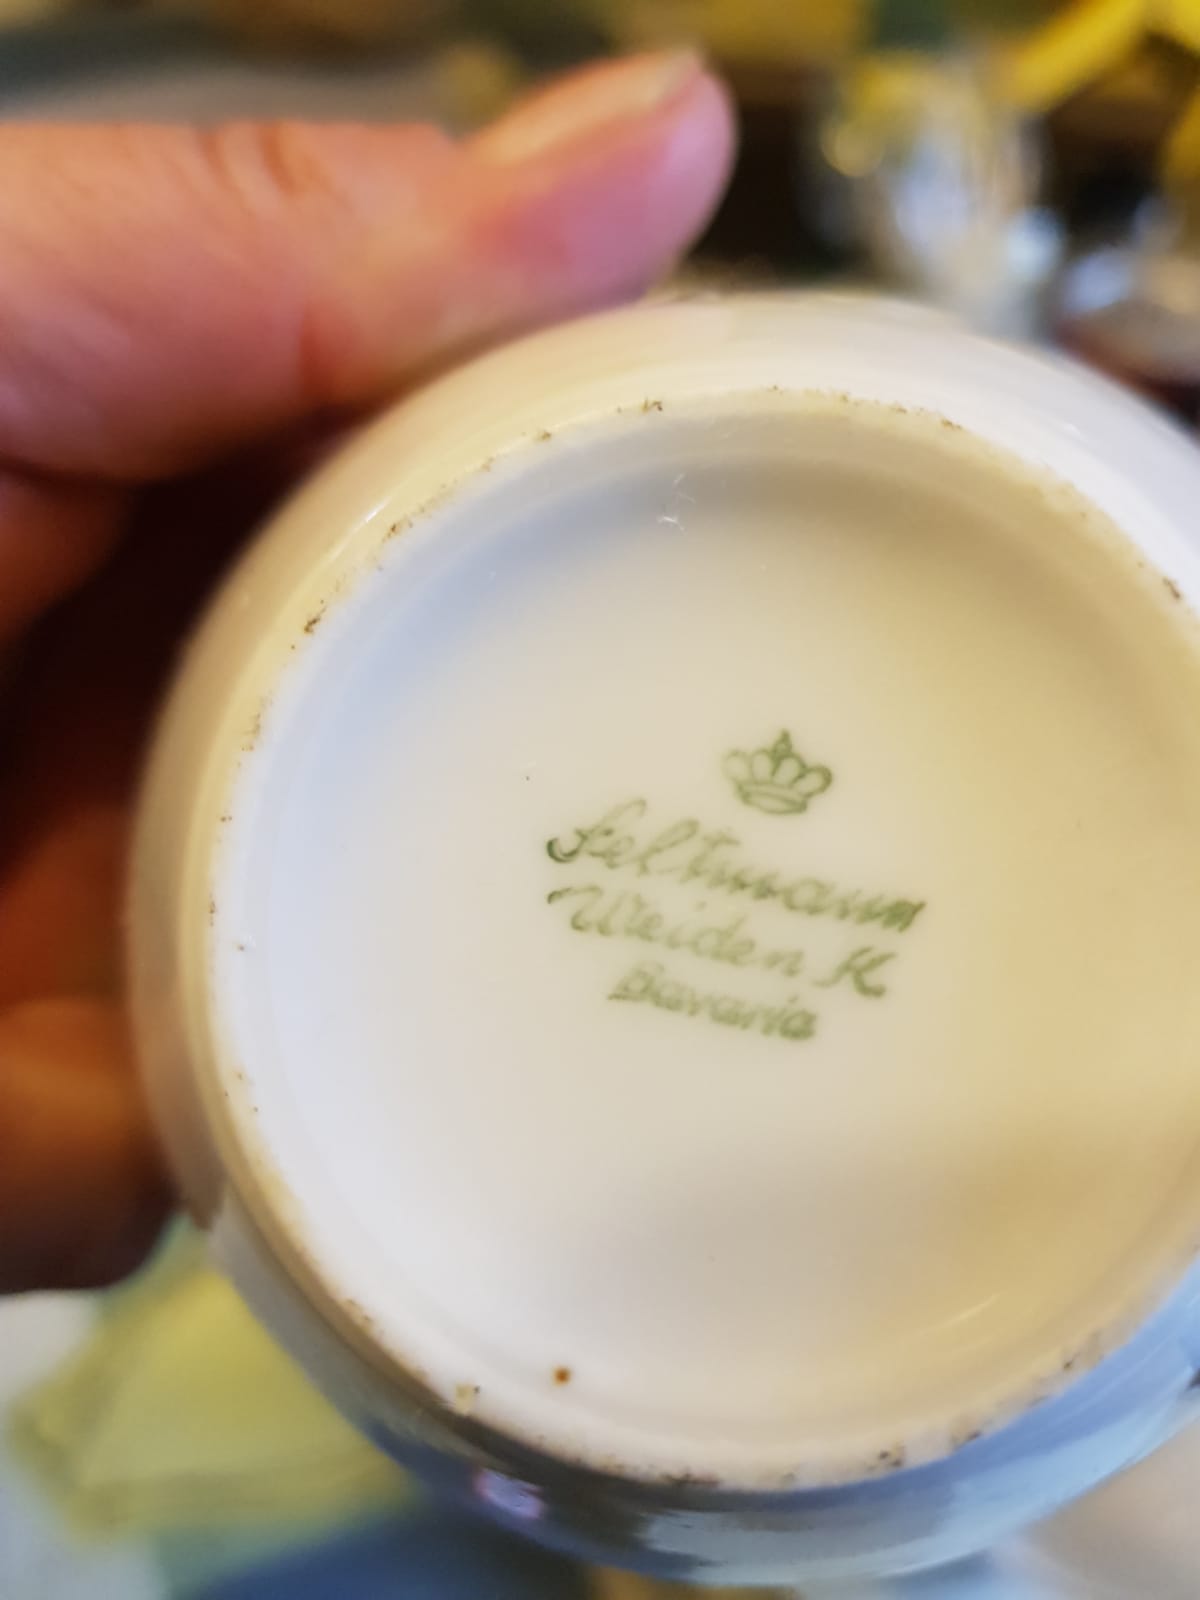 Seltmann
Weiden K
Bavaria